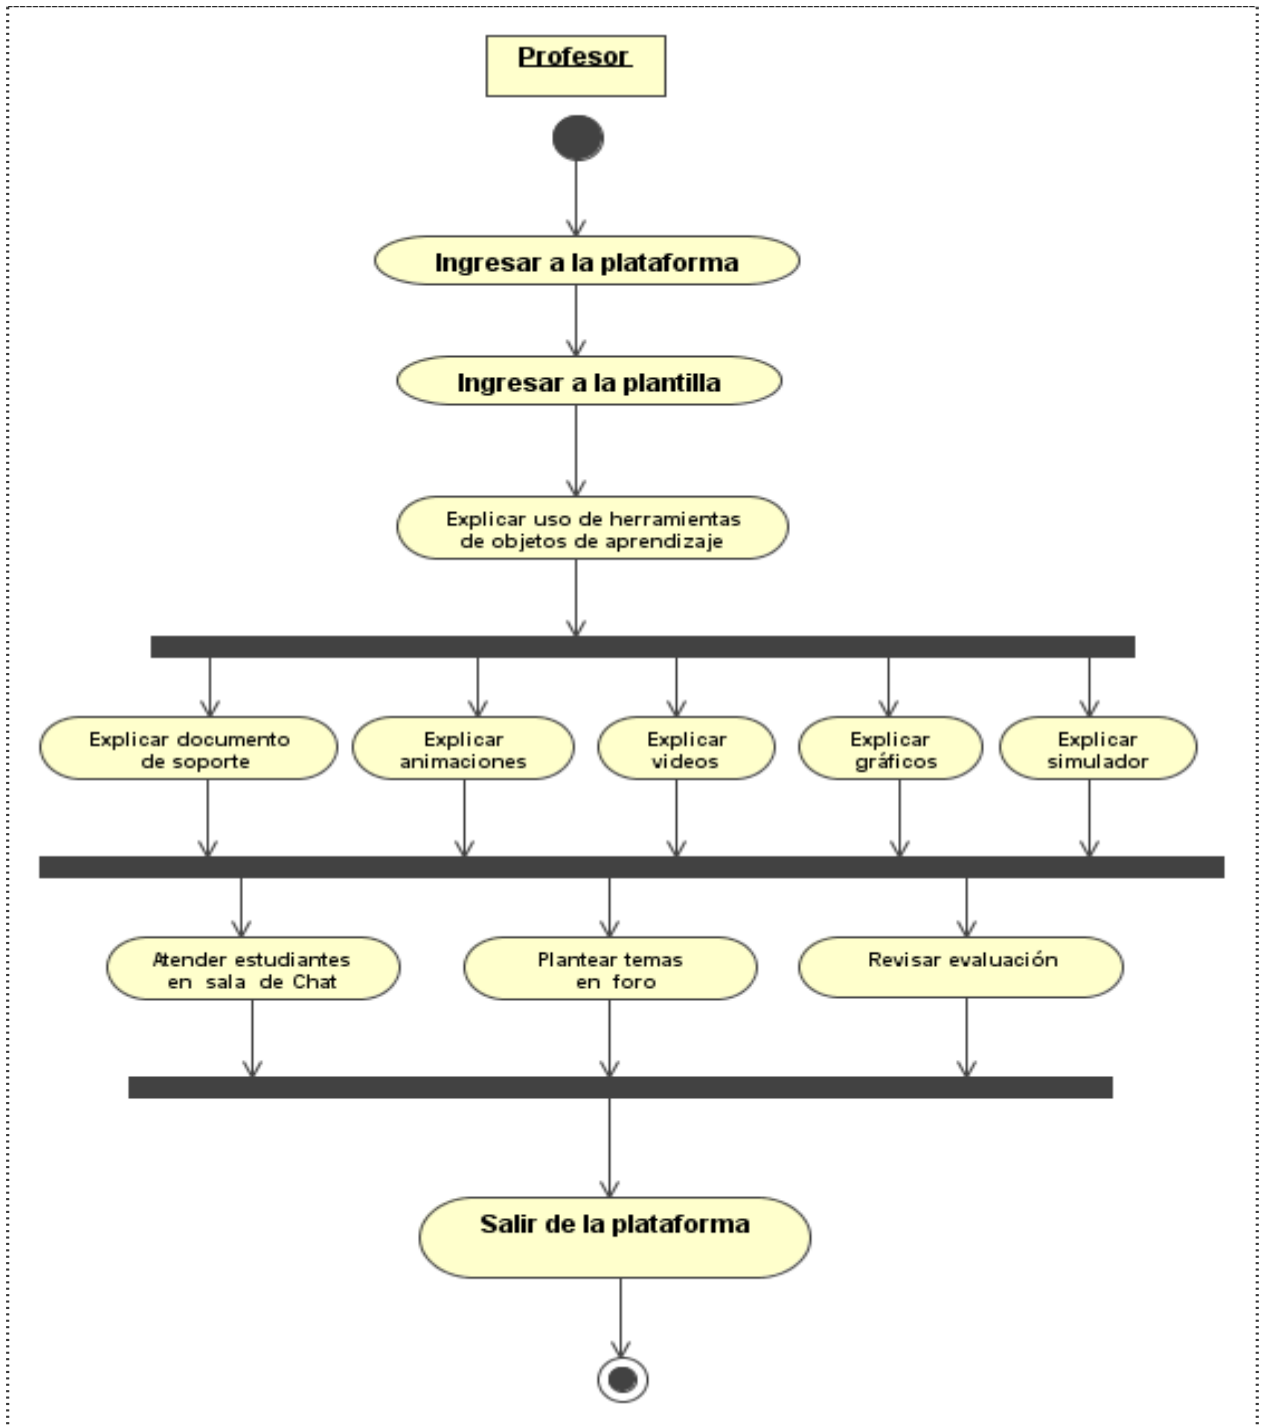 Profesor
Ingresar a la plataforma
Ingresar a la plantilla
Explicar uso de herramientas
de objetos de aprendizaje
Explicar documento
de soporte
Explicar
animaciones
Explicar
videos
Explicar
gráficos
Explicar
simulador
Atender estudiantes
en sala de Chat
Plantear temas
en foro
Revisar evaluación
Salir de la plataforma